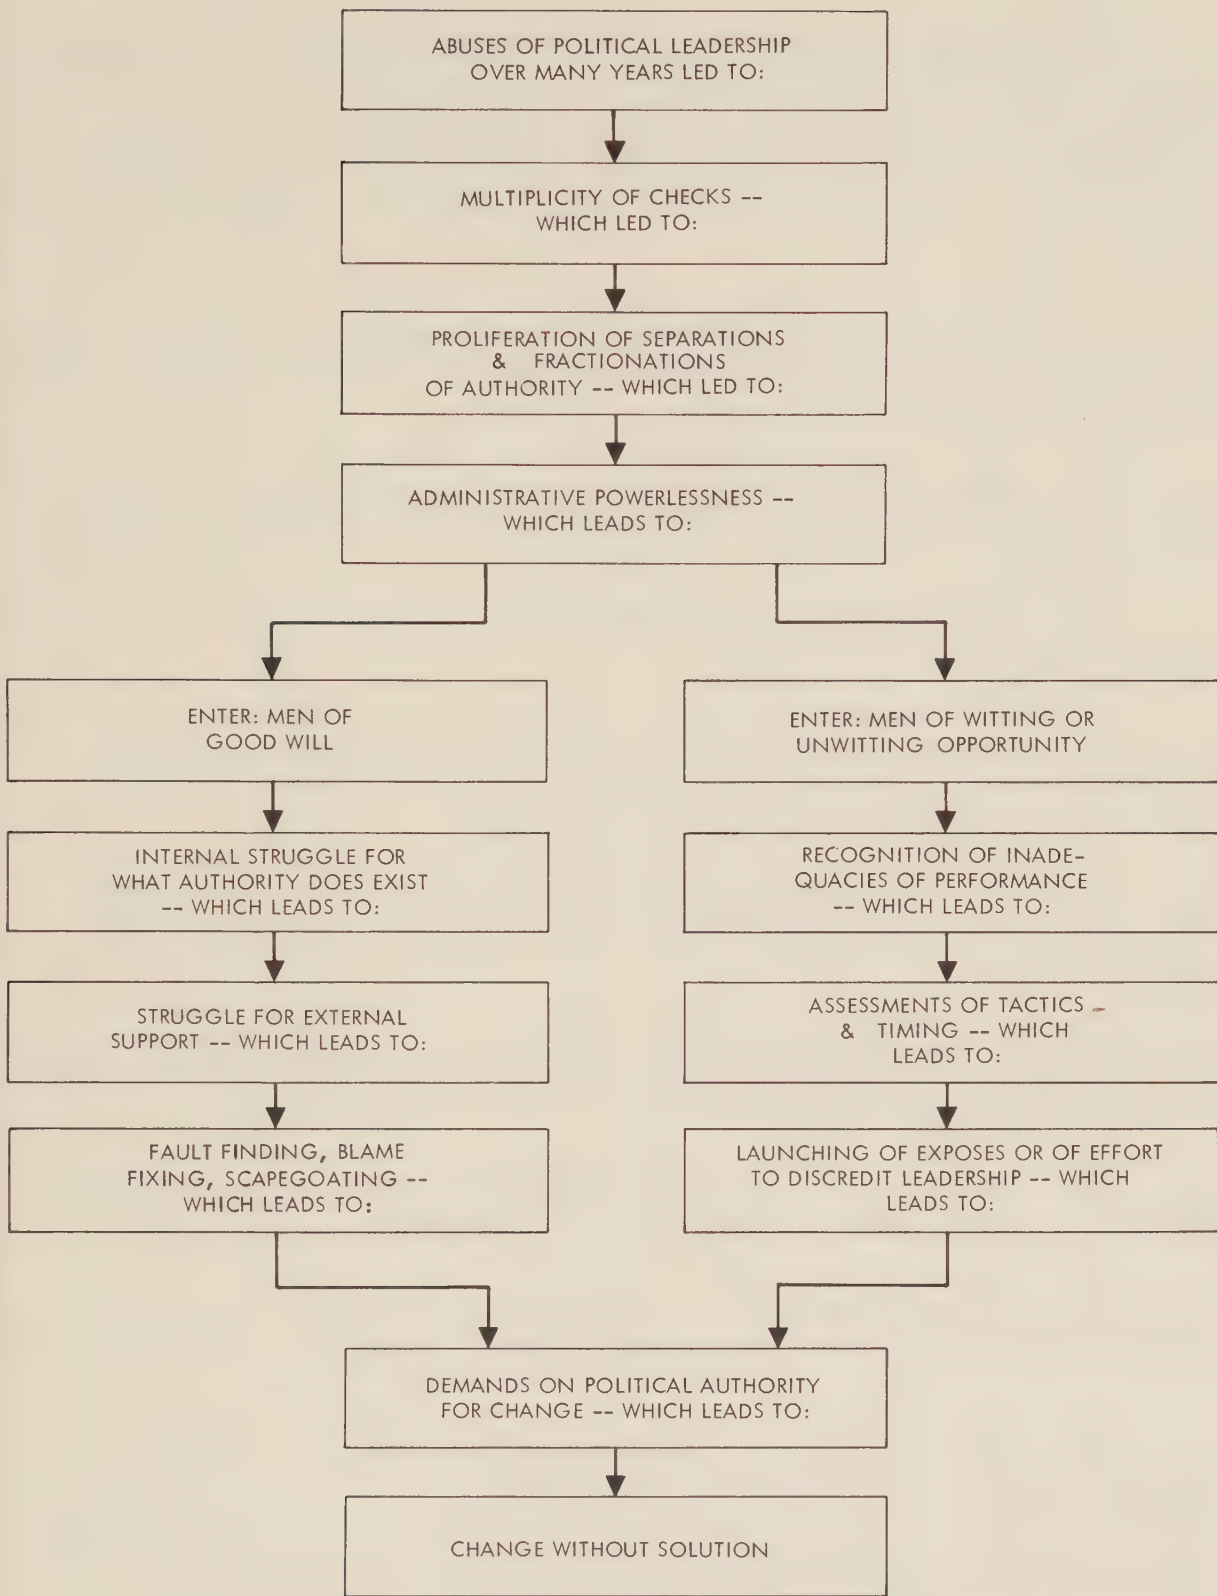 ABUSES OF POLITICAL LEADERSHIP
OVER MANY YEARS LED TO:
MULTIPLICITY OF CHECKS --
WHICH LED TO:
PROLIFERATION OF SEPARATIONS
& FRACTIONATIONS
OF AUTHORITY -- WHICH LED TO:
ADMINISTRATIVE POWERLESSNESS --
WHICH LEADS TO:
ENTER: MEN OF
GOOD WILL
INTERNAL STRUGGLE FOR
WHAT AUTHORITY DOES EXIST
-- WHICH LEADS TO:
STRUGGLE FOR EXTERNAL
SUPPORT -- WHICH LEADS TO:
FAULT FINDING, BLAME
FIXING, SCAPEGOATING --
WHICH LEADS TO:
ENTER: MEN OF WITTING OR
UNWITTING OPPORTUNITY
RECOGNITION OF INADE-
QUACIES OF PERFORMANCE
-- WHICH LEADS TO:
ASSESSMENTS OF TACTICS
& TIMING -- WHICH
LEADS TO:
LAUNCHING OF EXPOSES OR OF EFFORT
TO DISCREDIT LEADERSHIP -- WHICH
LEADS TO:
DEMANDS ON POLITICAL AUTHORITY
FOR CHANGE -- WHICH LEADS TO:
CHANGE WITHOUT SOLUTION